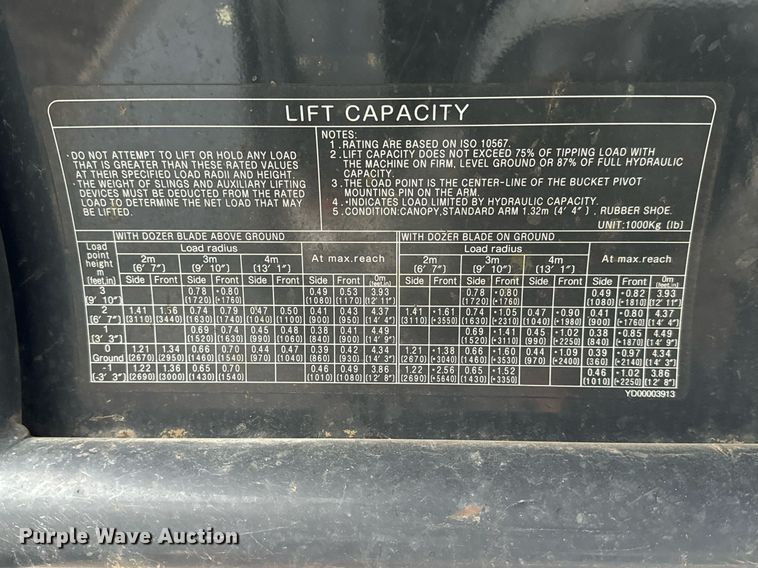 LIFT CAPACITY
·DO NOT ATTEMPT TO LIFT OR HOLD ANY LOAD
THAT IS GREATER THAN THESE RATED VALUES
AT THEIR SPECIFIED LOAD RADII AND HEIGHT.
·THE WEIGHT OF SLINGS AND AUXILIARY LIFTING
DEVICES MUST BE DEDUCTED FROM THE RATED
LOAD TO DETERMINE THE NET LOAD THAT MAY
BE LIFTED.
NOTES:
1.RATING ARE BASED ON ISO 10567.
2.LIFT CAPACITY DOES NOT EXCEED 75% OF TIPPING LOAD WITH
THE MACHINE ON FIRM, LEVEL GROUND OR 87% OF FULL HYDRAULIC
CAPACITY.
3.THE LOAD POINT IS THE CENTER-LINE OF THE BUCKET PIVOT
MOUNTING PIN ON THE ARM.
4.*INDICATES LOAD LIMITED BY HYDRAULIC CAPACITY.
5.CONDITION:CANOPY,STANDARD ARM 1.32m (4' 4"), RUBBER SHOE.
UNIT:1000Kg (lb)
Load point height m (feet.in) WITH DOZER BLADE ABOVE GROUND WITH DOZER BLADE ON GROUND
Load radius At max.reach Load radius At max.reach
2m 3m 4m 2m 3m 4m
(6' 7") (9' 10") (13' 1") (6' 7") (9' 10") (13' 1")
Side Front Side Front Side Front Side Front 0m (feet.in) Side Front Side Front Side Front Side Front 0m (feet.in)
3 0.78 *0.80 0.49 0.53 3.93 0.78 *0.80 0.49 *0.82 3.93
(9' 10") (1720) (*1760) (1080) (1170) (12' 11") (1720) (*1760) (1080) (*1810) (12' 11")
2 1.41 1.56 0.74 0.79 0.47 0.50 0.41 0.43 4.37 1.41 *1.61 0.74 *1.05 0.47 *0.90 0.41 *0.80 4.37
(6' 7") (3110) (3440) (1630) (1740) (1040) (1100) (900) (950) (14' 4") (3110) (*3550) (1630) (*2310) (1040) (*1980) (900) (*1760) (14' 4")
1 0.69 0.74 0.45 0.48 0.38 0.41 4.49 0.69 *1.41 0.45 *1.02 0.38 *0.85 4.49
(3' 3") (1520) (1630) (990) (1060) (840) (900) (14' 9") (1520) (*3110) (990) (*2250) (840) (*1870) (14' 9")
0 1.21 1.34 0.66 0.70 0.44 0.47 0.39 0.42 4.34 1.21 *1.38 0.66 *1.60 0.44 *1.09 0.39 *0.97 4.34
Ground (2670) (2950) (1460) (1540) (970) (1040) (860) (930) (14' 3") (2670) (*3040) (1460) (*3530) (970) (*2400) (360) (*2140) (14' 3")
-1 1.22 1.36 0.65 0.70 0.46 0.49 3.86 1.22 *2.56 0.65 *1.52 0.46 *1.02 3.86
(-3' 3") (2690) (3000) (1430) (1540) (1010) (1080) (12' 8") (2690) (*5640) (1430) (*3350) (1010) (*2250) (12' 8")
YD00003913
Purple Wave Auction